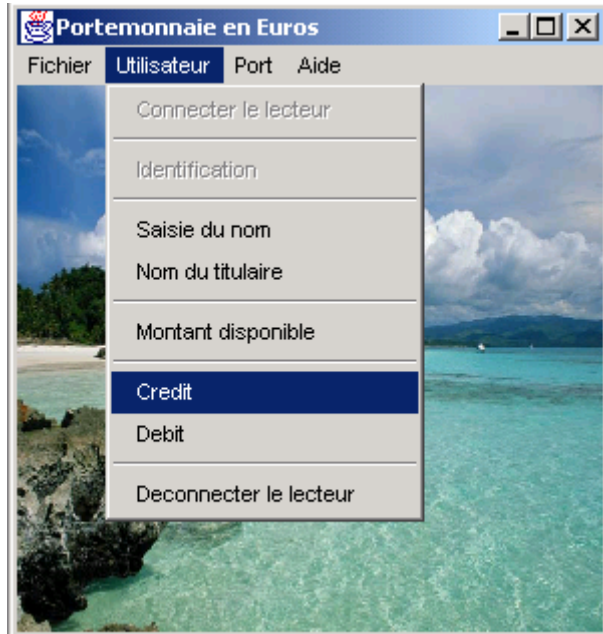 Portemonnaie en Euros
Fichier Utilisateur Port Aide
Connecter le lecteur
Identification
Saisie du nom
Nom du titulaire
Montant disponible
Credit
Debit
Deconnecter le lecteur